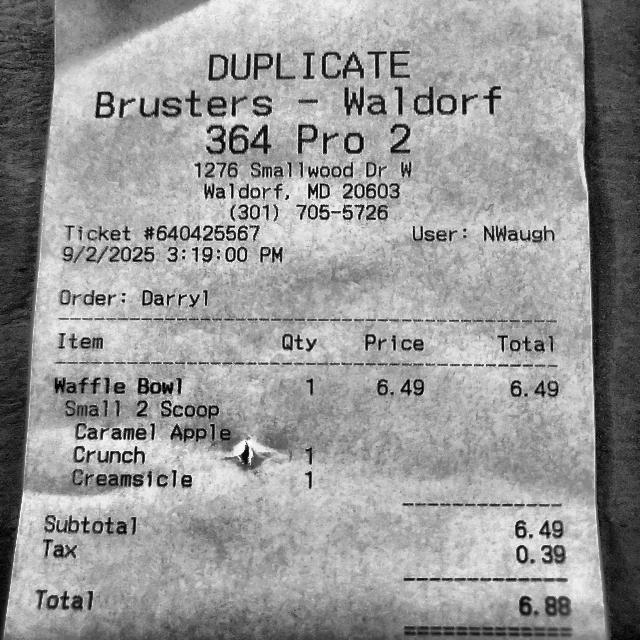 DUPLICATE
Brusters - Waldorf
364 Pro 2
1276 Smallwood Dr W
Waldorf, MD 20603
(301) 705-5726
Ticket #640425567 User: NWaugh
9/2/2025 3:19:00 PM
Order: Darryl
Item Qty Price Total
Waffle Bowl 1 6.49 6.49
Small 2 Scoop
Caramel Apple
Crunch 1
Creamsicle 1
Subtotal 6.49
Tax 0.39
Total 6.88